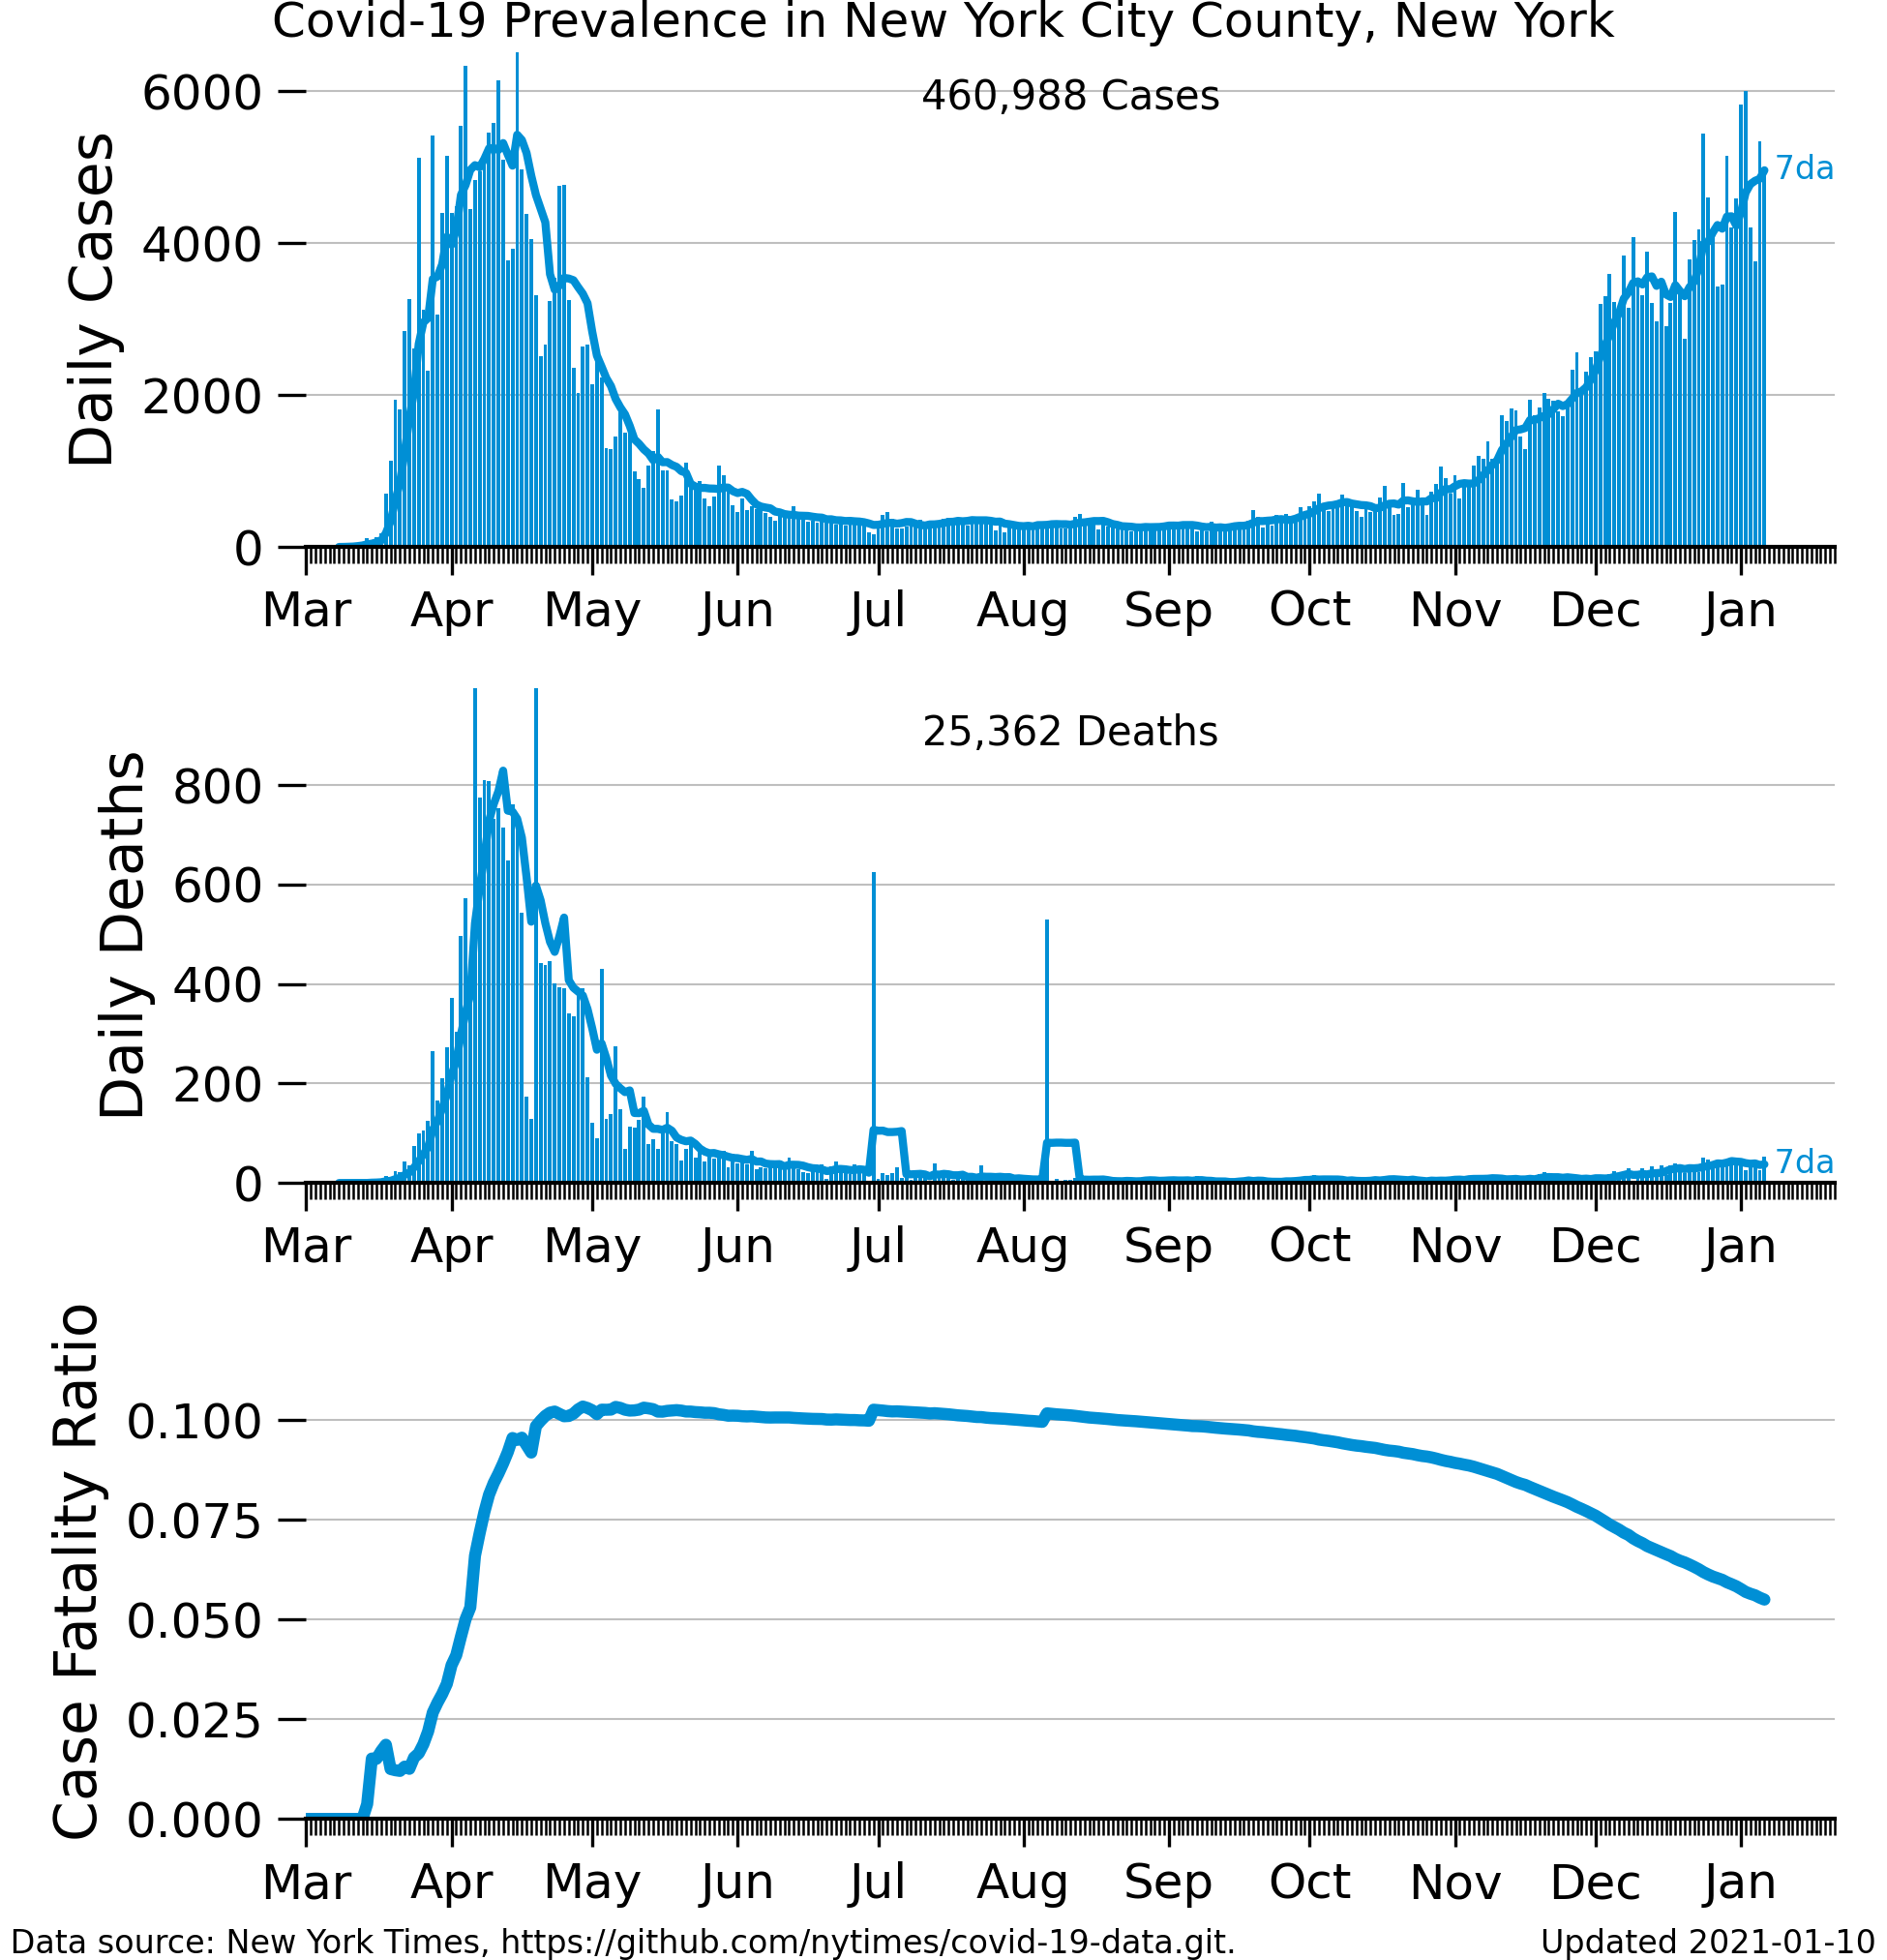 Covid-19 Prevalence in New York City County, New York
460,988 Cases
Daily Cases
6000
4000
2000
0
7da
Mar Apr May Jun Jul Aug Sep Oct Nov Dec Jan
25,362 Deaths
Daily Deaths
800
600
400
200
0
7da
Mar Apr May Jun Jul Aug Sep Oct Nov Dec Jan
Case Fatality Ratio
0.100
0.075
0.050
0.025
0.000
Mar Apr May Jun Jul Aug Sep Oct Nov Dec Jan
Data source: New York Times, https://github.com/nytimes/covid-19-data.git.
Updated 2021-01-10